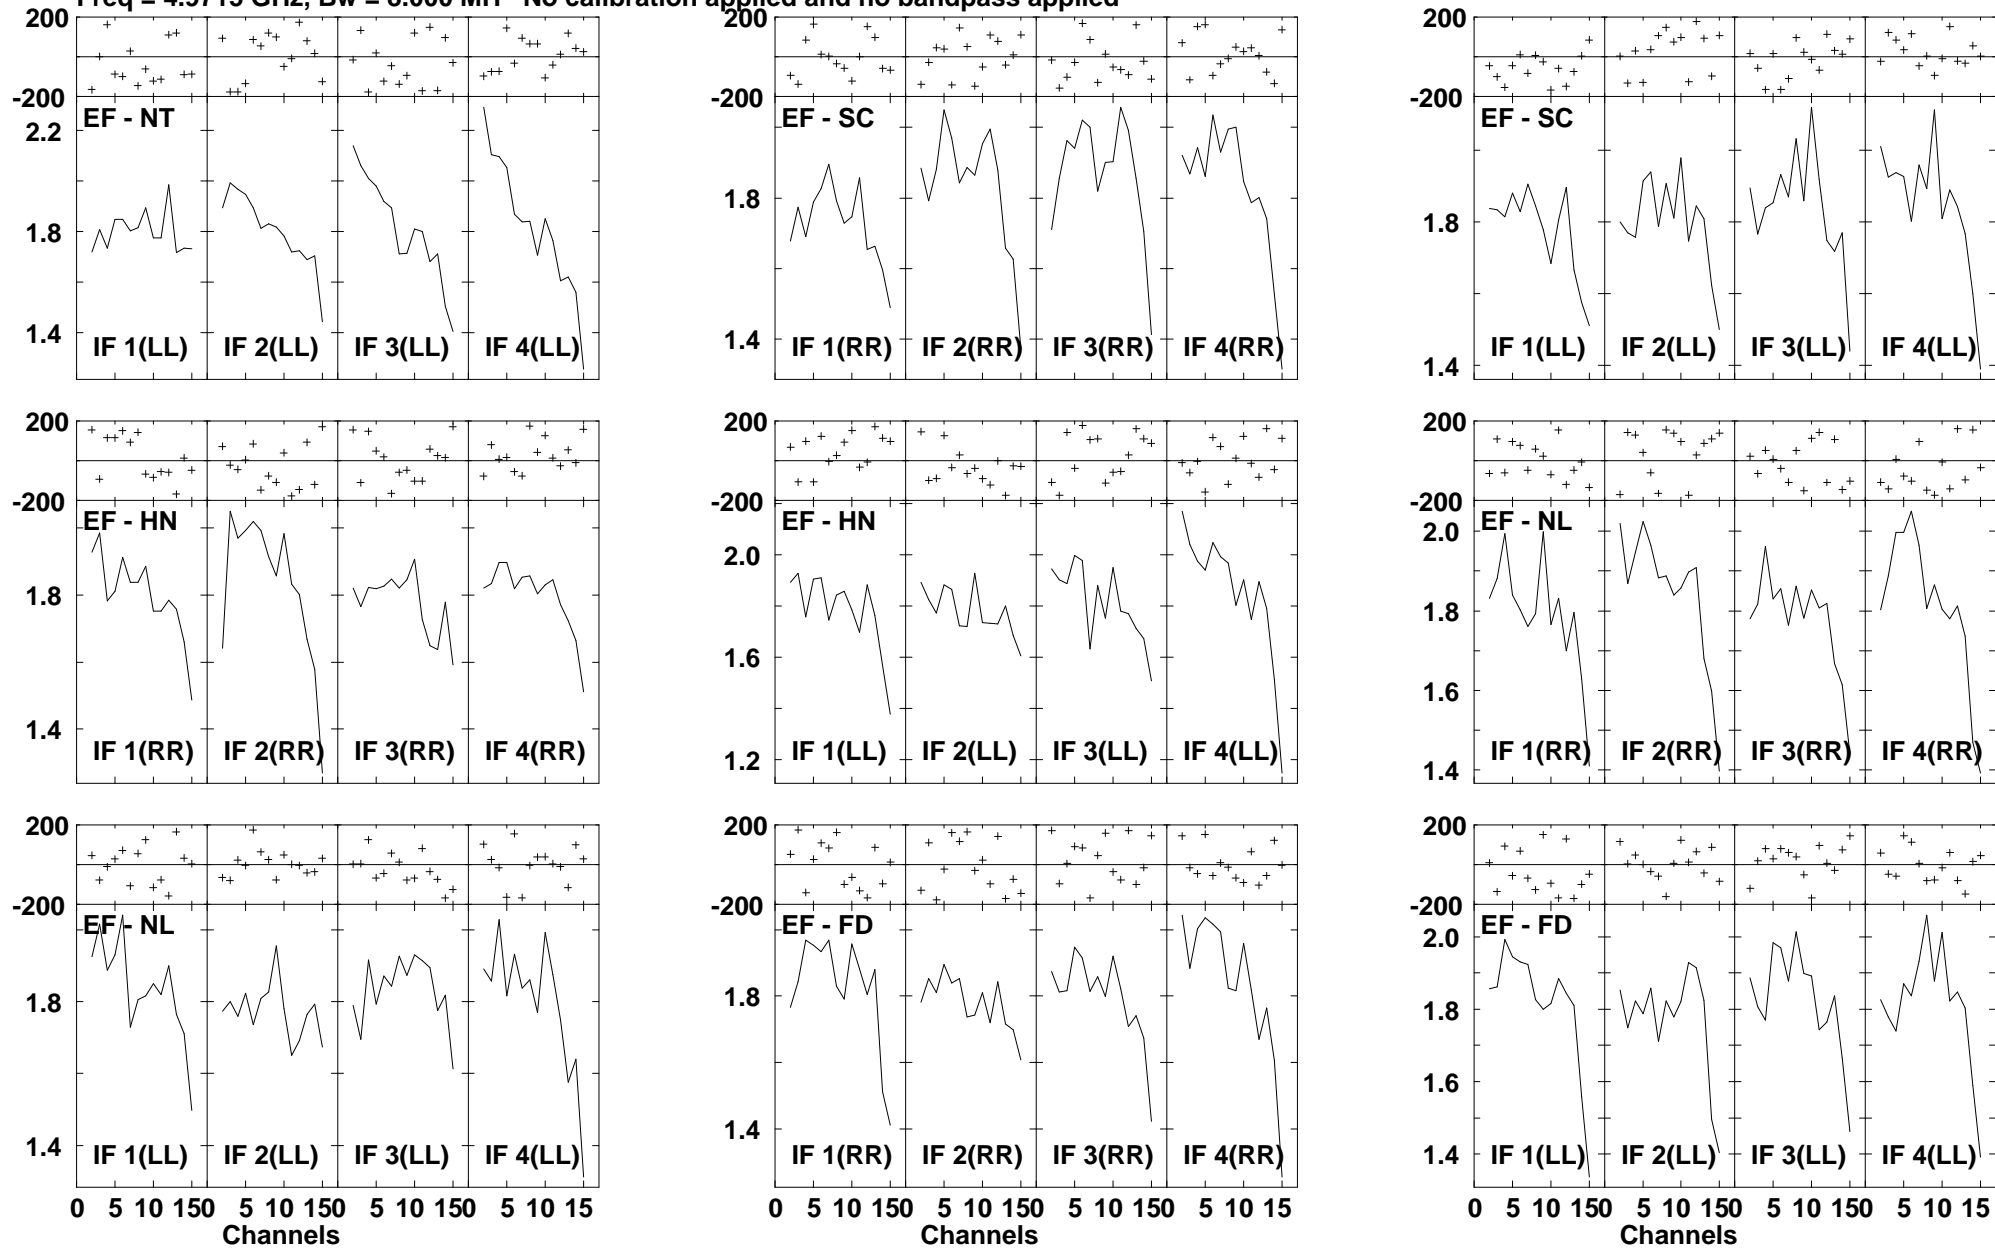 Freq = 4.9715 GHz, Bw = 8.000 MH No calibration applied and no bandpass applied
200 200 200
-200 -200 -200
EF - NT EF - SC EF - SC
2.2
1.8 1.8 1.8
1.4 1.4 1.4
IF 1(LL) IF 2(LL) IF 3(LL) IF 4(LL) IF 1(RR) IF 2(RR) IF 3(RR) IF 4(RR) IF 1(LL) IF 2(LL) IF 3(LL) IF 4(LL)
200 200 200
-200 -200 -200
EF - HN EF - HN EF - NL
2.0 2.0
1.8 1.8
1.6 1.6
1.4 1.2 1.4
IF 1(RR) IF 2(RR) IF 3(RR) IF 4(RR) IF 1(LL) IF 2(LL) IF 3(LL) IF 4(LL) IF 1(RR) IF 2(RR) IF 3(RR) IF 4(RR)
200 200 200
-200 -200 -200
EF - NL EF - FD EF - FD
2.0
1.8 1.8 1.8
1.6
1.4 1.4 1.4
IF 1(LL) IF 2(LL) IF 3(LL) IF 4(LL) IF 1(RR) IF 2(RR) IF 3(RR) IF 4(RR) IF 1(LL) IF 2(LL) IF 3(LL) IF 4(LL)
0 5 10 150 5 10 150 5 10 150 5 10 15 0 5 10 150 5 10 150 5 10 150 5 10 15 0 5 10 150 5 10 150 5 10 150 5 10 15
Channels Channels Channels